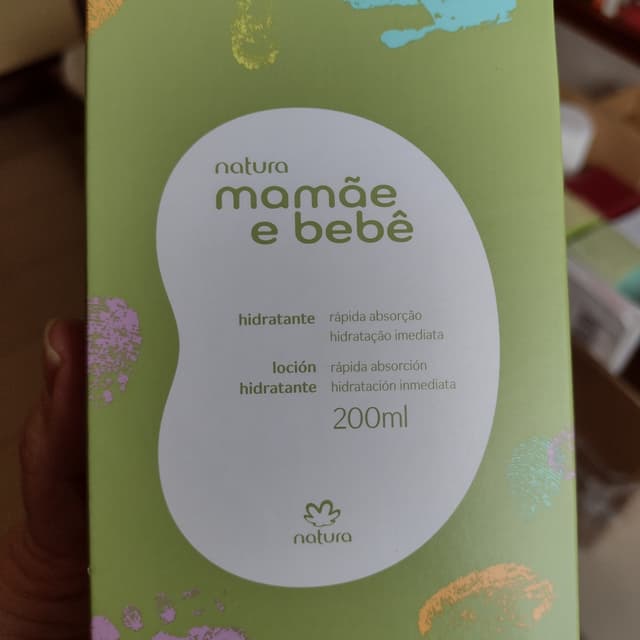 natura
mamãe
e bebê
hidratante rápida absorção
hidratação imediata
loción rápida absorción
hidratante hidratación inmediata
200ml
natura